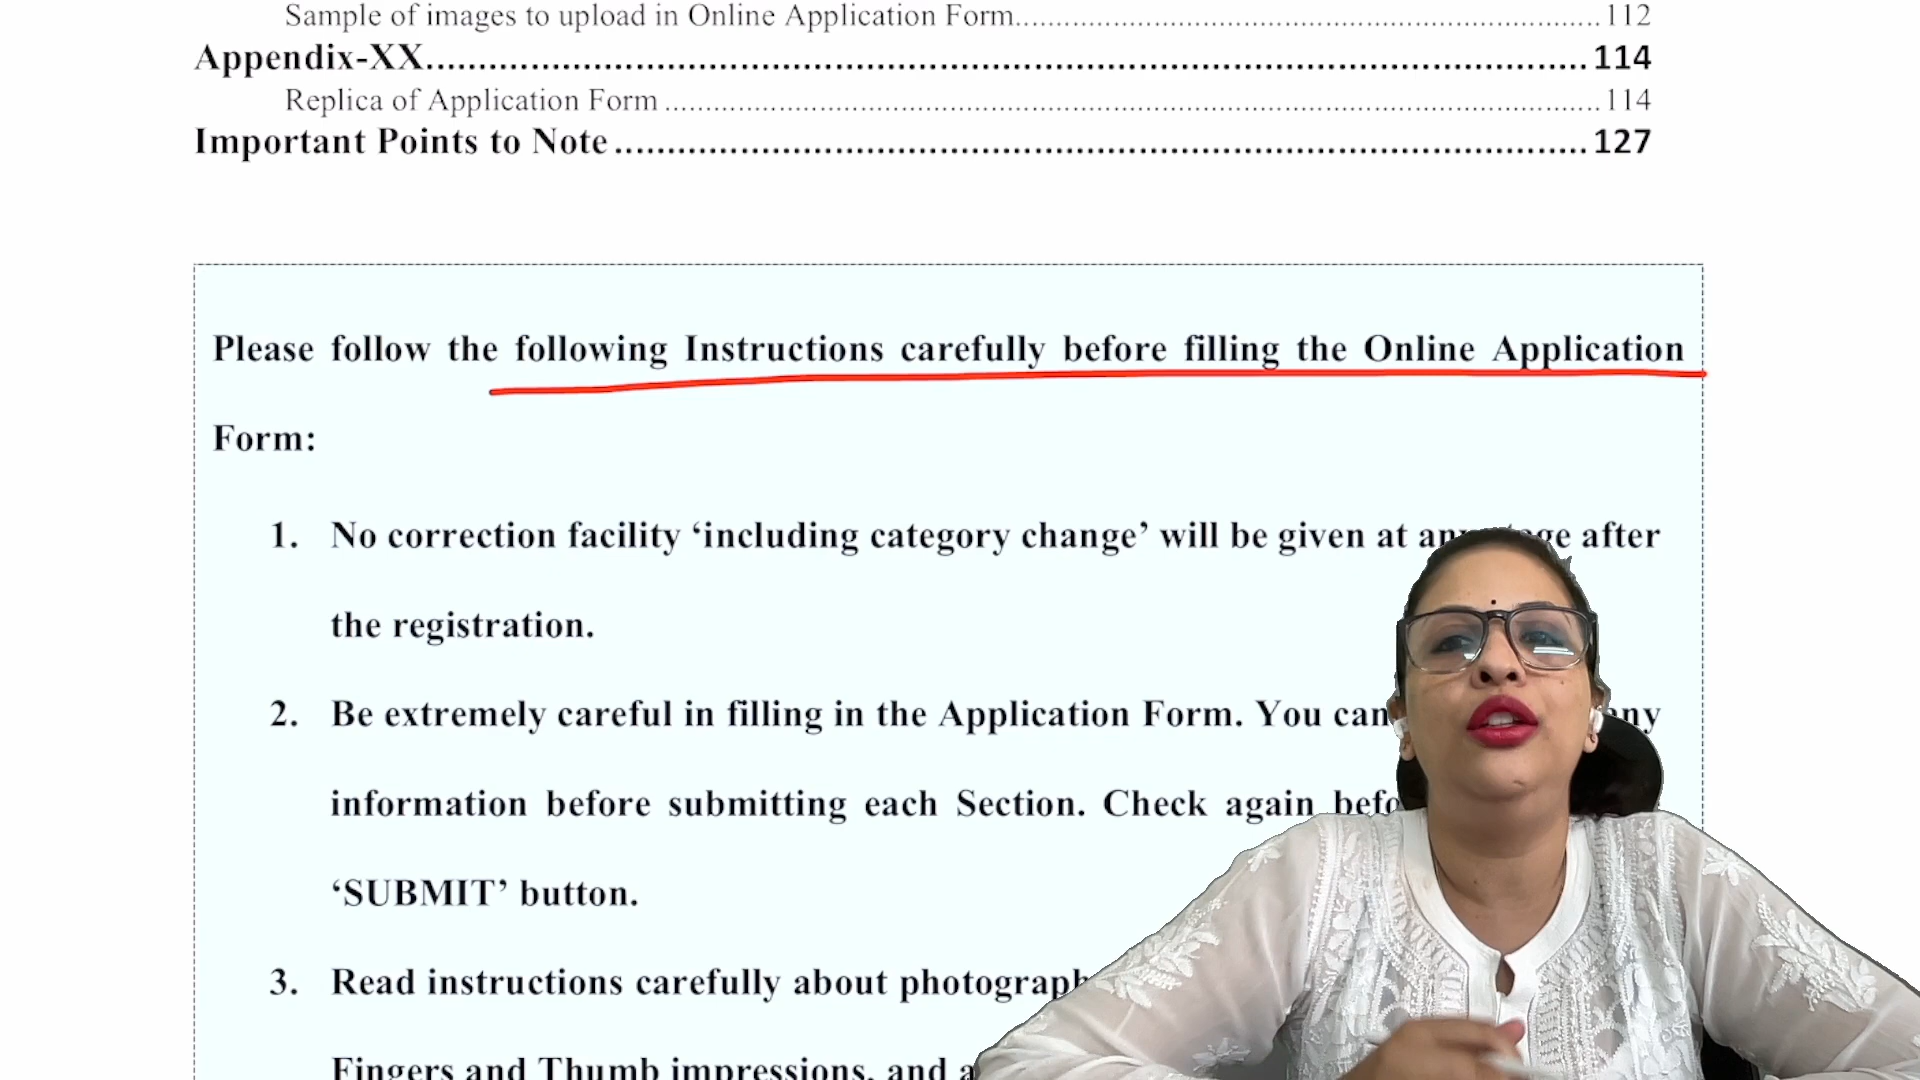 Sample of images to upload in Online Application Form 112
Appendix-XX 114
Replica of Application Form 114
Important Points to Note 127
Please follow the following Instructions carefully before filling the Online Application
Form:
1. No correction facility ‘including category change’ will be given at after
the registration.
2. Be extremely careful in filling in the Application Form. You can
information before submitting each Section. Check again
‘SUBMIT’ button.
3. Read instructions carefully about
Fingers and Thumb impressions, and